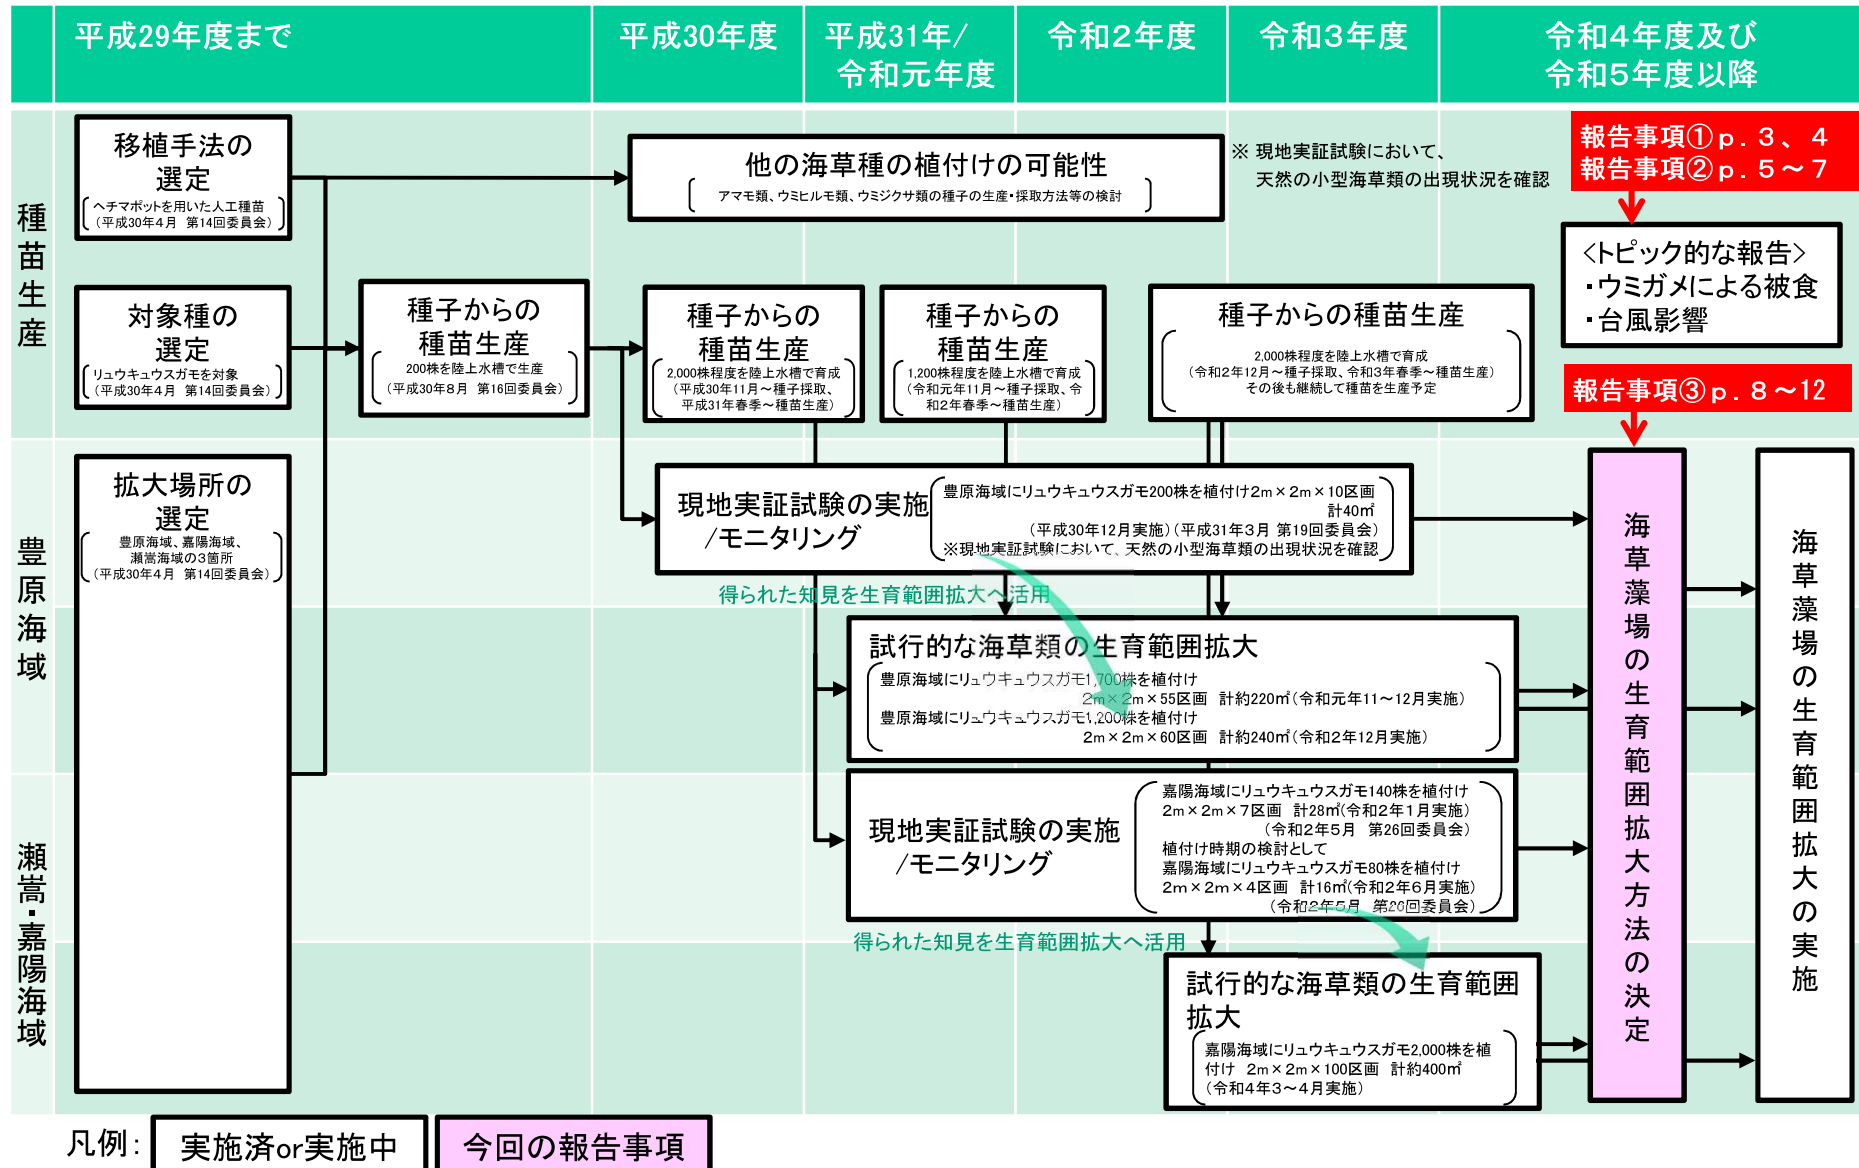 平成29年度まで
平成30年度
平成31年/
令和元年度
令和2年度
令和3年度
令和4年度及び
令和5年度以降
種苗生産
豊原海域
瀬嵩・嘉陽海域
移植手法の
選定
ヘチマポットを用いた人工種苗
(平成30年4月 第14回委員会)
他の海草種の植付けの可能性
アマモ類、ウミヒルモ類、ウミジグサ類の種子の生産・採取方法等の検討
※ 現地実証試験において、
天然の小型海草類の出現状況を確認
報告事項①p.3、4
報告事項②p.5~7
<トピック的な報告>
・ウミガメによる被食
・台風影響
対象種の
選定
リュウキュウスガモを対象
(平成30年4月 第14回委員会)
種子からの
種苗生産
200株を陸上水槽で生産
(平成30年8月 第16回委員会)
種子からの
種苗生産
2,000株程度を陸上水槽で育成
(平成30年11月~種子採取、
平成31年春季~種苗生産)
種子からの
種苗生産
1,200株程度を陸上水槽で育成
(令和元年11月~種子採取、令
和2年春季~種苗生産)
種子からの種苗生産
2,000株程度を陸上水槽で育成
(令和2年12月~種子採取、令和3年春季~種苗生産)
その後も継続して種苗を生産予定
報告事項③p.8~12
拡大場所の
選定
豊原海域、嘉陽海域、
瀬嵩海域の3箇所
(平成30年4月 第14回委員会)
現地実証試験の実施
/モニタリング
豊原海域にリュウキュウスガモ200株を植付け2m×2m×10区画
計40㎡
(平成30年12月実施)(平成31年3月 第19回委員会)
※現地実証試験において、天然の小型海草類の出現状況を確認
得られた知見を生育範囲拡大へ活用
試行的な海草類の生育範囲拡大
豊原海域にリュウキュウスガモ1,700株を植付け
2m×2m×55区画 計約220㎡(令和元年11~12月実施)
豊原海域にリュウキュウスガモ1,200株を植付け
2m×2m×60区画 計約240㎡(令和2年12月実施)
現地実証試験の実施
/モニタリング
嘉陽海域にリュウキュウスガモ140株を植付け
2m×2m×7区画 計28㎡(令和2年1月実施)
(令和2年5月 第26回委員会)
植付け時期の検討として
嘉陽海域にリュウキュウスガモ80株を植付け
2m×2m×4区画 計16㎡(令和2年6月実施)
(令和2年5月 第26回委員会)
得られた知見を生育範囲拡大へ活用
試行的な海草類の生育範囲
拡大
嘉陽海域にリュウキュウスガモ2,000株を植
付け 2m×2m×100区画 計約400㎡
(令和4年3~4月実施)
海草藻場の生育範囲拡大方法の決定
海草藻場の生育範囲拡大の実施
凡例:
実施済or実施中
今回の報告事項